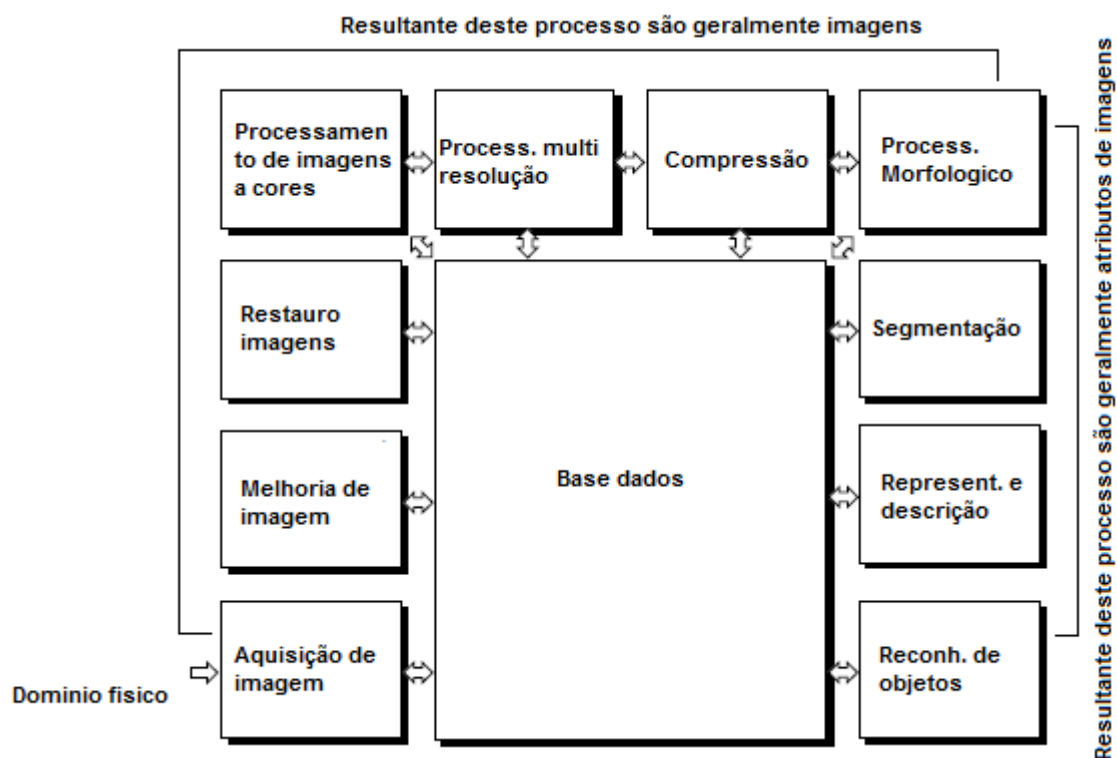 Resultante deste processo são geralmente imagens
Processamen
to de imagens
a cores
Process. multi
resolução
Compressão
Process.
Morfologico
Restauro
imagens
Segmentação
Melhoria de
imagem
Base dados
Represent. e
descrição
Aquisição de
imagem
Reconh. de
objetos
Dominio fisico
Resultante deste processo são geralmente atributos de imagens